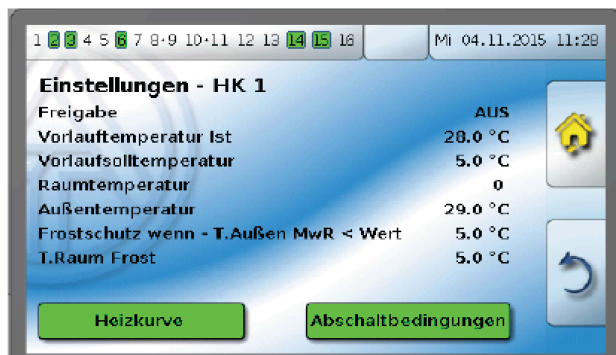 1 2 3 4 5 6 7 8-9 10-11 12 13 14 15 16 Mi 04.11.2015 11:28
Einstellungen - HK 1
Freigabe AUS
Vorlauftemperatur Ist 28.0 °C
Vorlaufsolltemperatur 5.0 °C
Raumtemperatur 0
Außentemperatur 29.0 °C
Frostschutz wenn - T.Außen MwR < Wert 5.0 °C
T.Raum Frost 5.0 °C
Heizkurve Abschaltbedingungen